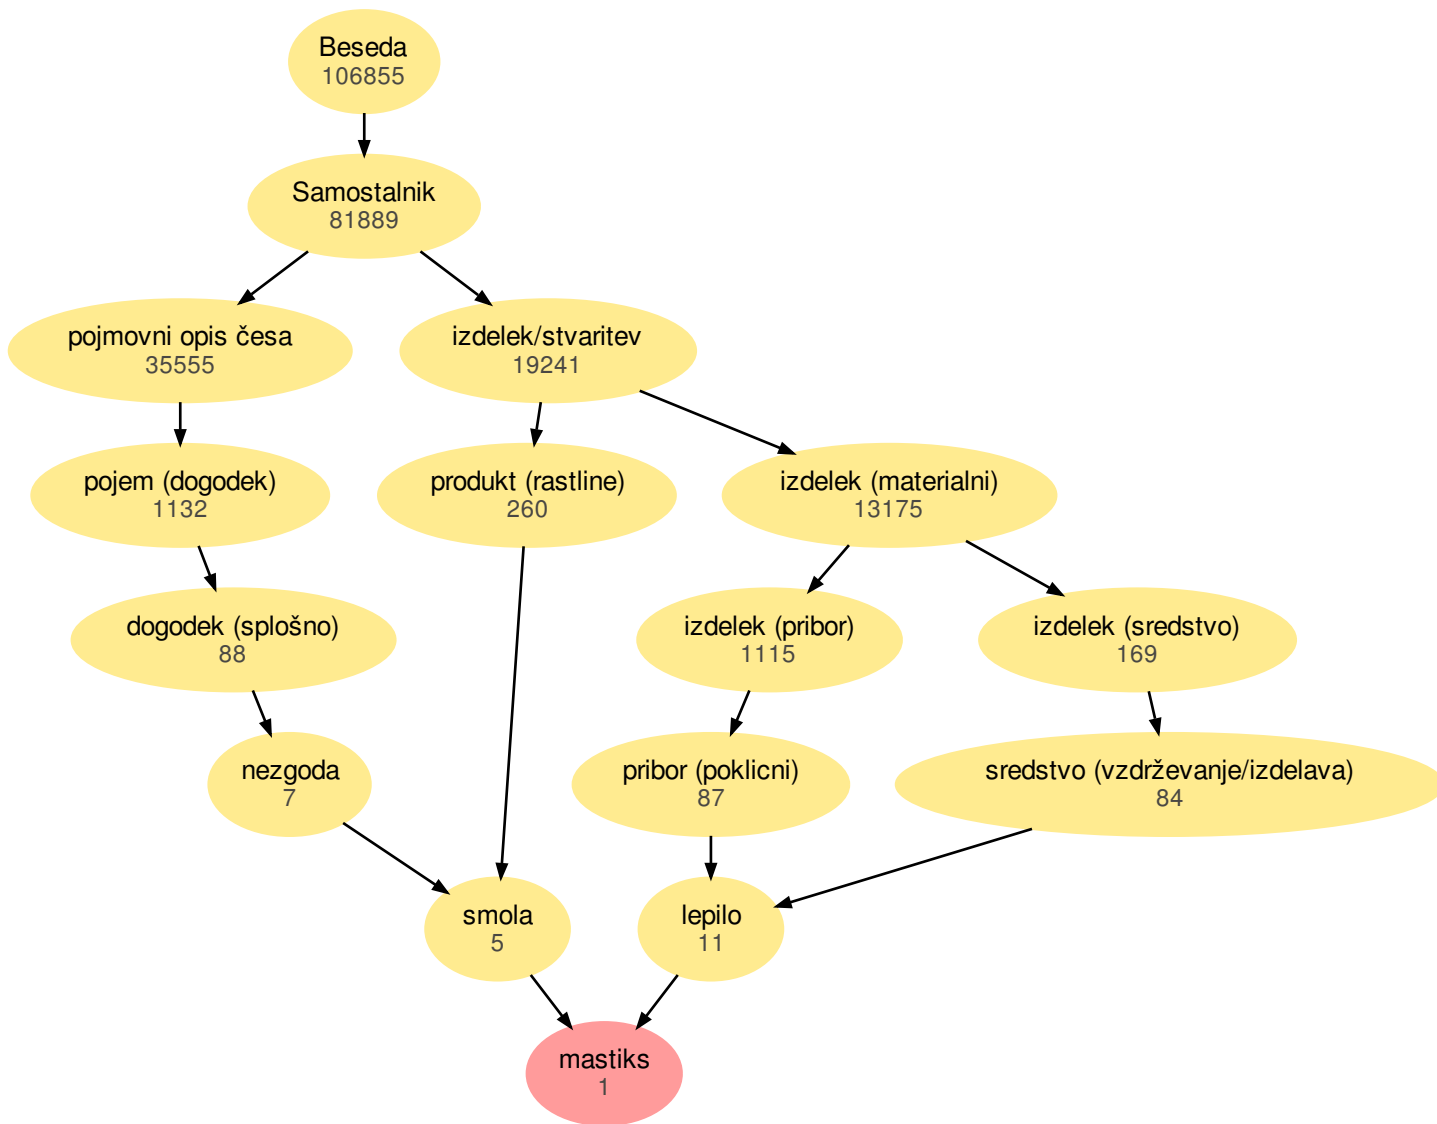 Beseda
106855
Samostalnik
81889
pojmovni opis česa
35555
izdelek/stvaritev
19241
pojem (dogodek)
1132
produkt (rastline)
260
izdelek (materialni)
13175
dogodek (splošno)
88
izdelek (pribor)
1115
izdelek (sredstvo)
169
nezgoda
7
pribor (poklicni)
87
sredstvo (vzdrževanje/izdelava)
84
smola
5
lepilo
11
mastiks
1